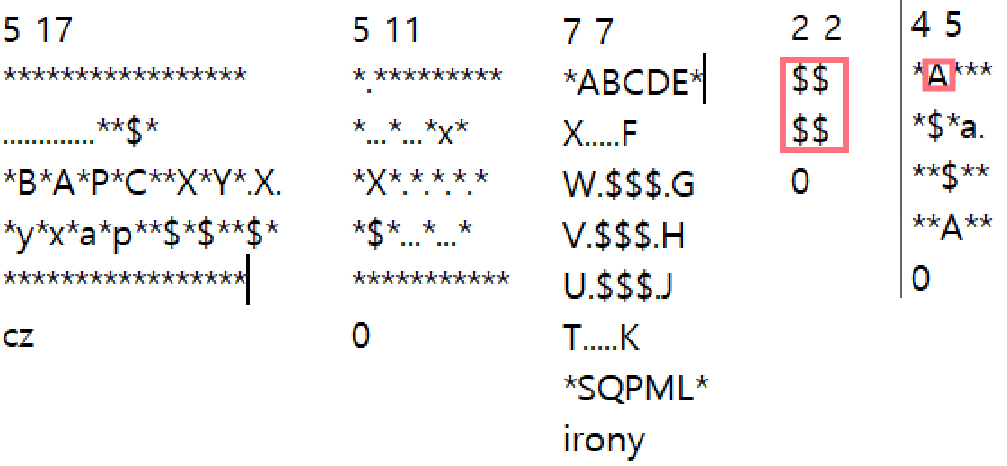 5 17
*****************
.............**$*
*B*A*P*C**X*Y*.X.
*y*x*a*p**$*$**$*
*****************
cz
5 11
*.*********
*...*...*x*
*X*.*.*.*.*
*$*...*...*
***********
0
7 7
*ABCDE*
X.....F
W.$$$.G
V.$$$.H
U.$$$.J
T.....K
*SQPML*
irony
2 2
$$
$$
0
4 5
*A***
*$*a.
**$**
**A**
0